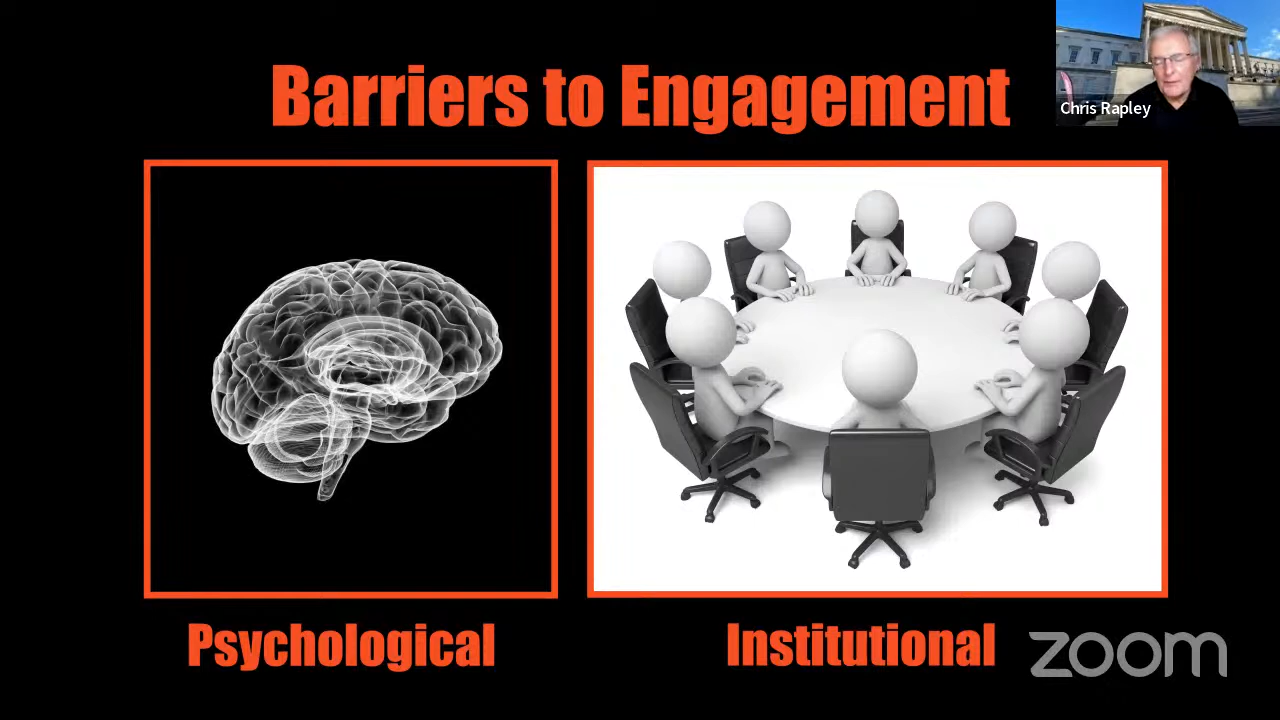 Barriers to Engagement
Chris Rapley
Psychological
Institutional
zoom